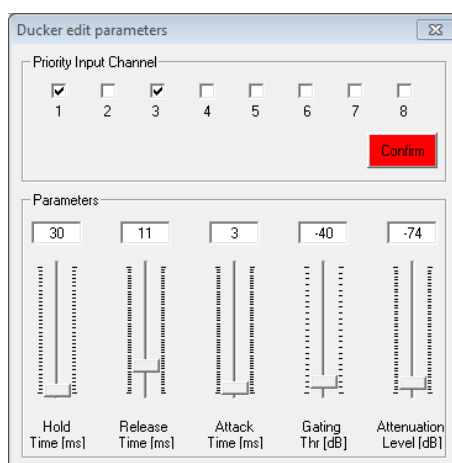 Ducker edit parameters
Priority Input Channel
1 2 3 4 5 6 7 8
Confirm
Parameters
30 11 3 -40 -74
Hold Release Attack Gating Attenuation
Time [ms] Time [ms] Time [ms] Thr [dB] Level [dB]